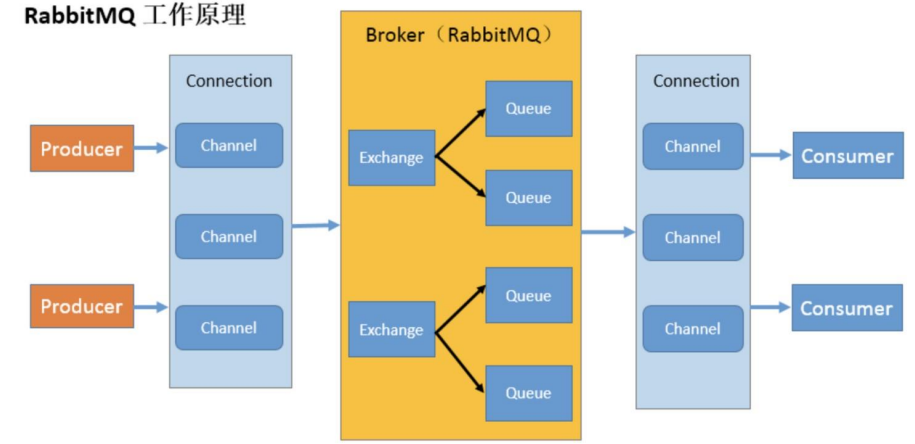 RabbitMQ 工作原理
Broker（RabbitMQ）
Connection
Connection
Producer
Channel
Exchange
Queue
Channel
Consumer
Queue
Channel
Channel
Producer
Channel
Exchange
Queue
Channel
Consumer
Queue